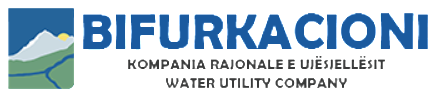 BIFURKACIONI
KOMPANIA RAJONALE E UJËSJELLËSIT
WATER UTILITY COMPANY